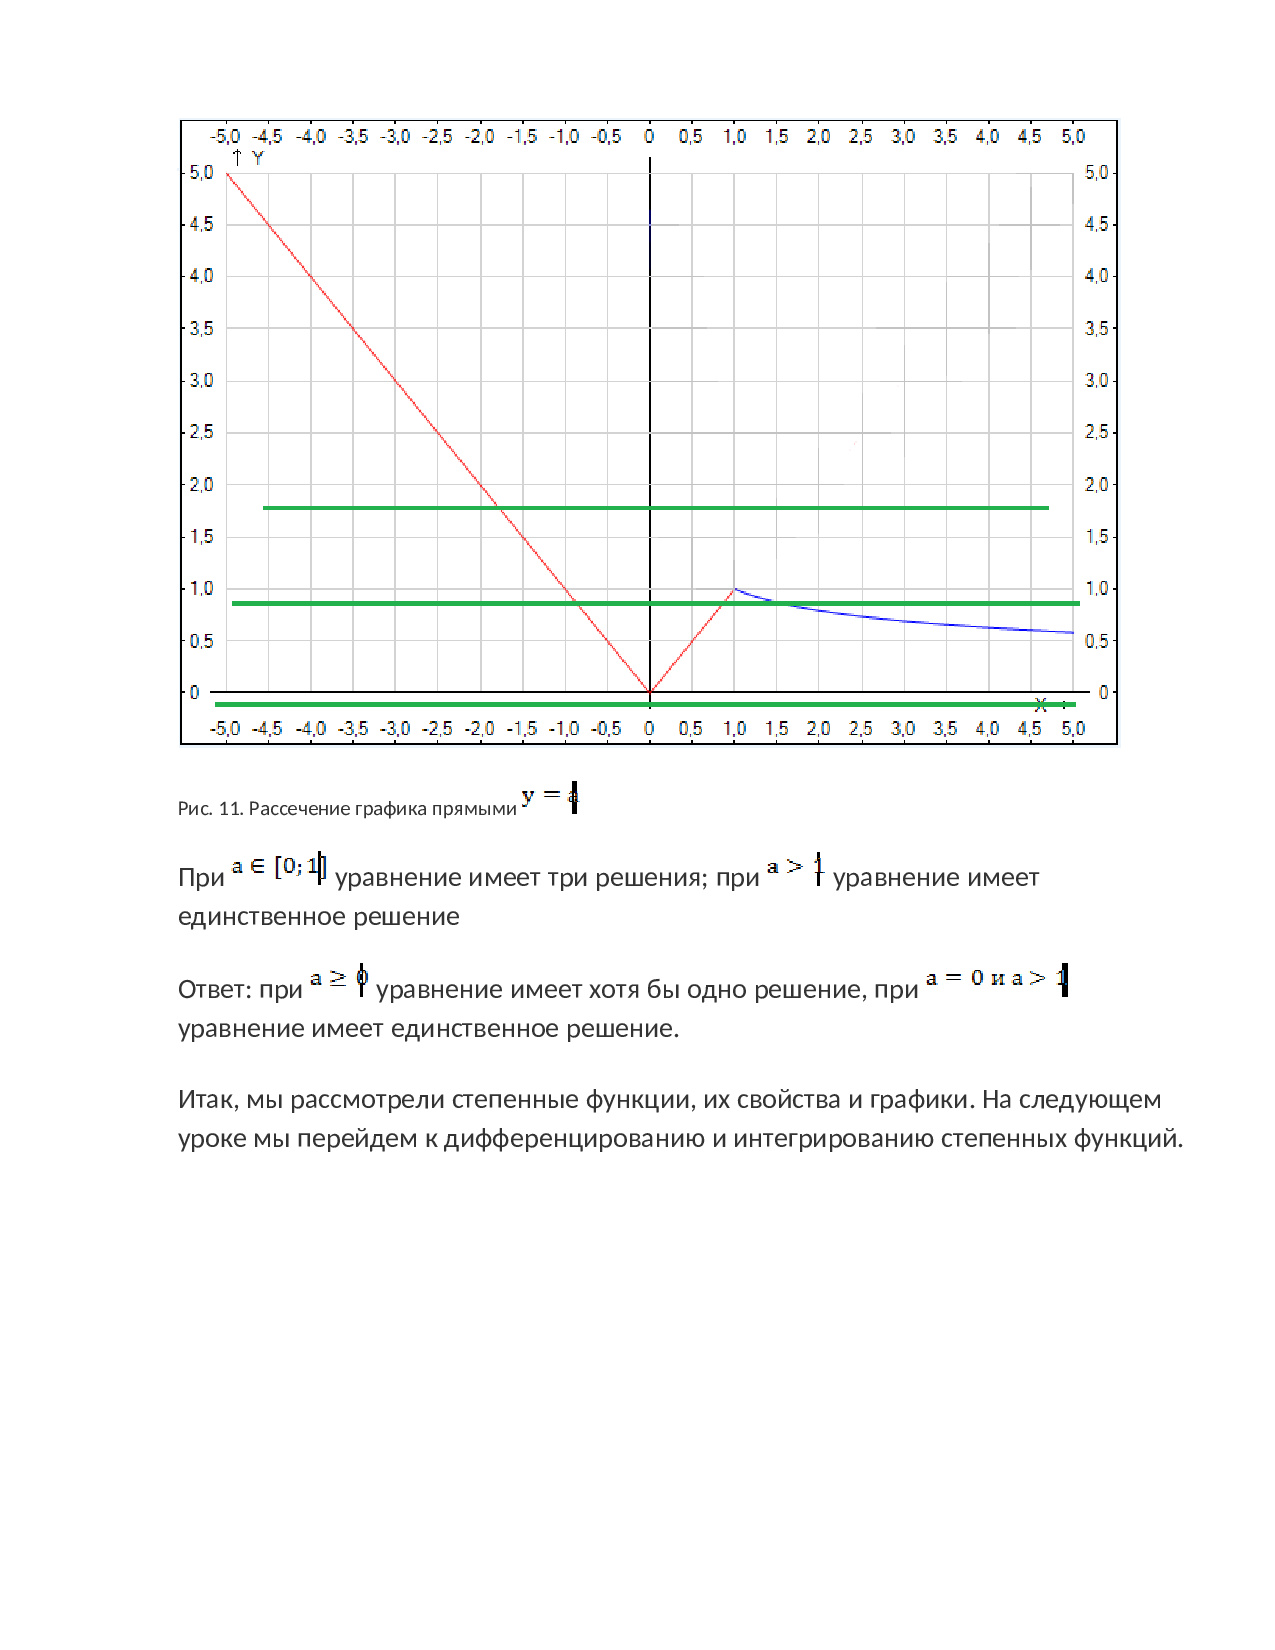 -5,0 -4,5 -4,0 -3,5 -3,0 -2,5 -2,0 -1,5 -1,0 -0,5 0 0,5 1,0 1,5 2,0 2,5 3,0 3,5 4,0 4,5 5,0
↑ Y
5,0 5,0
4,5 4,5
4,0 4,0
3,5 3,5
3,0 3,0
2,5 2,5
2,0 2,0
1,5 1,5
1,0 1,0
0,5 0,5
0 0
X
-5,0 -4,5 -4,0 -3,5 -3,0 -2,5 -2,0 -1,5 -1,0 -0,5 0 0,5 1,0 1,5 2,0 2,5 3,0 3,5 4,0 4,5 5,0
Рис. 11. Рассечение графика прямыми y = a
При a ∈ [0; 1] уравнение имеет три решения; при a > 1 уравнение имеет
единственное решение
Ответ: при a ≥ 0 уравнение имеет хотя бы одно решение, при a = 0 и a > 1
уравнение имеет единственное решение.
Итак, мы рассмотрели степенные функции, их свойства и графики. На следующем
уроке мы перейдем к дифференцированию и интегрированию степенных функций.